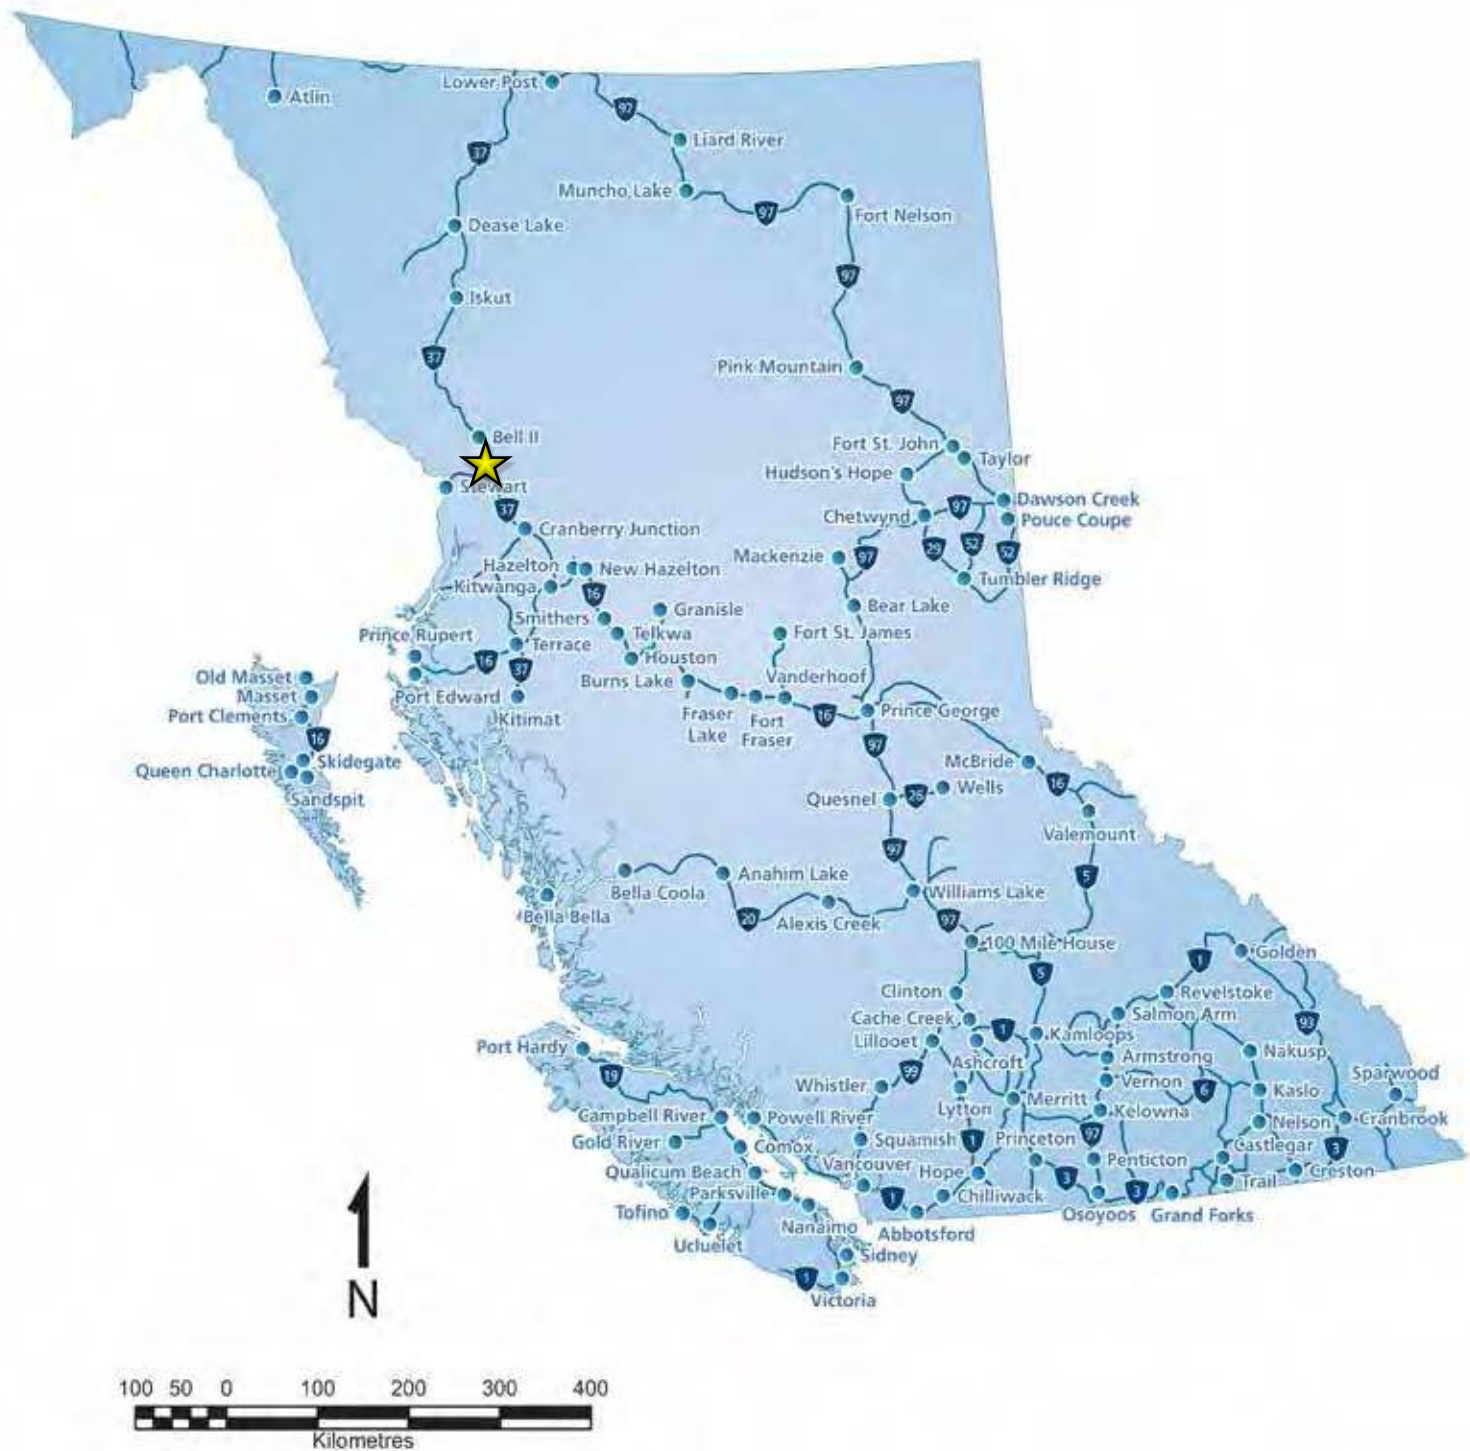 Lower Post
Atlin
97
Liard River
37
Muncho Lake
97
Fort Nelson
Dease Lake
97
Iskut
37
Pink Mountain
97
Bell II
Fort St. John
Taylor
Hudson's Hope
Stewart
Dawson Creek
37
97
Chetwynd
Pouce Coupe
Cranberry Junction
29
52
52
Mackenzie
97
Hazelton
New Hazelton
Tumbler Ridge
Kitwanga
16
Bear Lake
Granisle
Smithers
Telkwa
Fort St. James
Prince Rupert
Terrace
Houston
16
37
Old Masset
Burns Lake
Vanderhoof
Masset
Port Edward
Port Clements
Kitimat
Fraser
Lake
Fort
Fraser
16
Prince George
16
97
Skidegate
McBride
Queen Charlotte
16
Sandspit
Quesnel
26
Wells
Valemount
97
5
Anahim Lake
Bella Coola
Williams Lake
Bella Bella
20
Alexis Creek
97
100 Mile House
1
Golden
5
Clinton
Revelstoke
Cache Creek
Salmon Arm
93
1
Kamloops
Lillooet
Port Hardy
Ashcroft
Armstrong
Nakusp
19
99
Sparwood
Whistler
Vernon
6
Kaslo
Lytton
Merritt
Kelowna
Campbell River
Powell River
Nelson
Cranbrook
Gold River
Comox
Squamish
1
Princeton
97
Castlegar
3
Qualicum Beach
Vancouver
Hope
Penticton
Creston
Parksville
3
Trail
1
Chilliwack
3
Tofino
Osoyoos
Grand Forks
Nanaimo
Abbotsford
Ucluelet
Sidney
1
Victoria
N
100 50 0 100 200 300 400
Kilometres